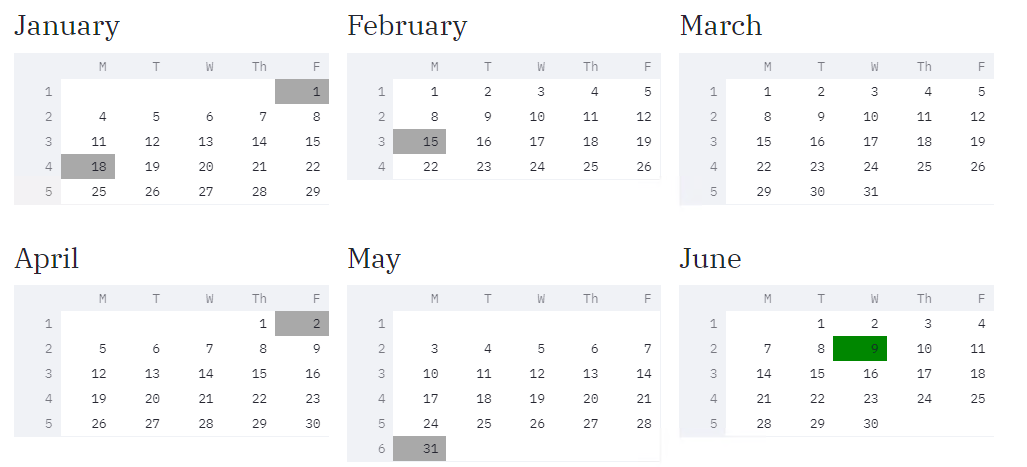 January
M T W Th F
1 1
2 4 5 6 7 8
3 11 12 13 14 15
4 18 19 20 21 22
5 25 26 27 28 29
February
M T W Th F
1 1 2 3 4 5
2 8 9 10 11 12
3 15 16 17 18 19
4 22 23 24 25 26
March
M T W Th F
1 1 2 3 4 5
2 8 9 10 11 12
3 15 16 17 18 19
4 22 23 24 25 26
5 29 30 31
April
M T W Th F
1 1 2
2 5 6 7 8 9
3 12 13 14 15 16
4 19 20 21 22 23
5 26 27 28 29 30
May
M T W Th F
1
2 3 4 5 6 7
3 10 11 12 13 14
4 17 18 19 20 21
5 24 25 26 27 28
6 31
June
M T W Th F
1 1 2 3 4
2 7 8 9 10 11
3 14 15 16 17 18
4 21 22 23 24 25
5 28 29 30